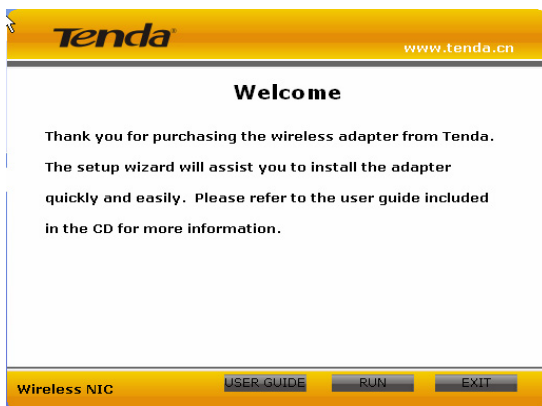 Tenda
www.tenda.cn
Welcome
Thank you for purchasing the wireless adapter from Tenda.
The setup wizard will assist you to install the adapter
quickly and easily. Please refer to the user guide included
in the CD for more information.
Wireless NIC
USER GUIDE
RUN
EXIT